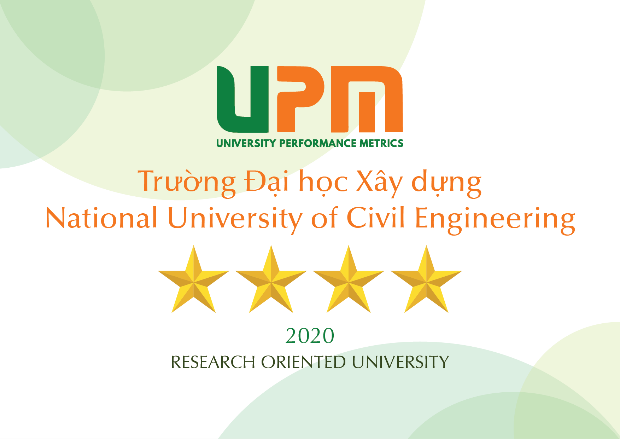 UPM
UNIVERSITY PERFORMANCE METRICS
Trường Đại học Xây dựng
National University of Civil Engineering
2020
RESEARCH ORIENTED UNIVERSITY